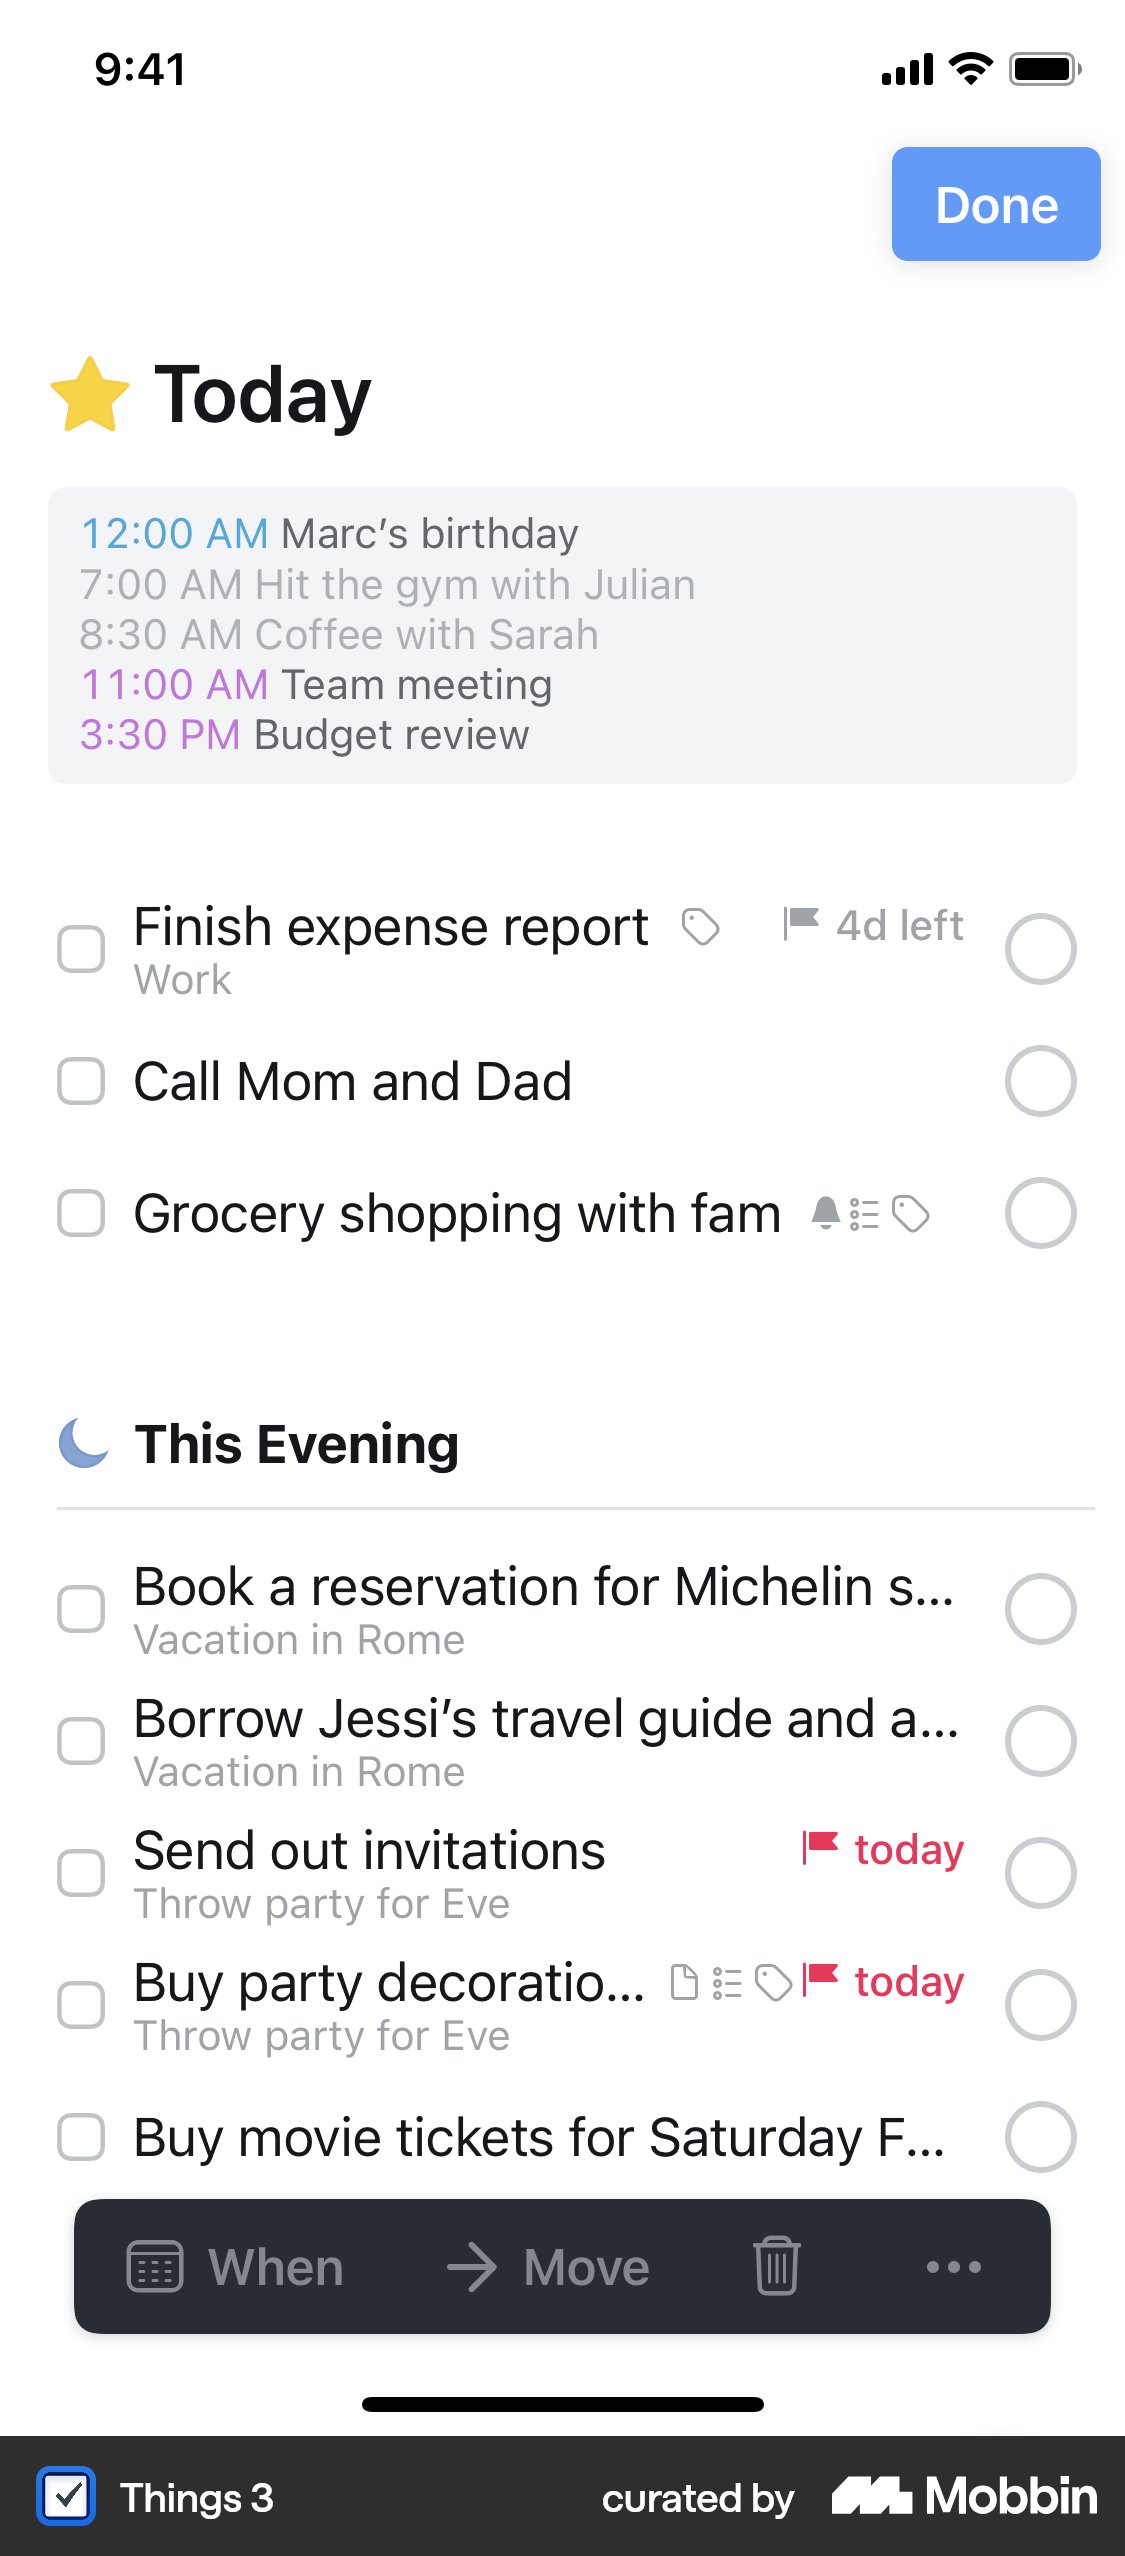 9:41
Done
Today
12:00 AM Marc’s birthday
7:00 AM Hit the gym with Julian
8:30 AM Coffee with Sarah
11:00 AM Team meeting
3:30 PM Budget review
Finish expense report 4d left
Work
Call Mom and Dad
Grocery shopping with fam
This Evening
Book a reservation for Michelin s...
Vacation in Rome
Borrow Jessi’s travel guide and a...
Vacation in Rome
Send out invitations today
Throw party for Eve
Buy party decoratio... today
Throw party for Eve
Buy movie tickets for Saturday F...
When Move
Things 3 curated by Mobbin